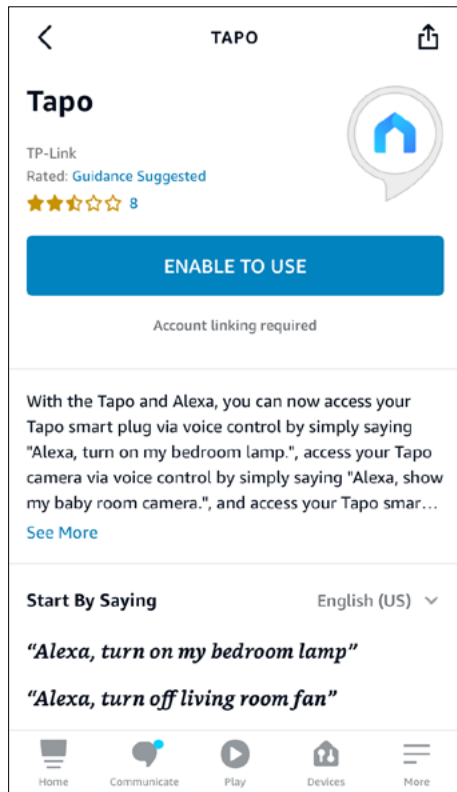 TAPO
Tapo
TP-Link
Rated: Guidance Suggested
8
ENABLE TO USE
Account linking required
With the Tapo and Alexa, you can now access your
Tapo smart plug via voice control by simply saying
"Alexa, turn on my bedroom lamp.", access your Tapo
camera via voice control by simply saying "Alexa, show
my baby room camera.", and access your Tapo smar...
See More
Start By Saying English (US)
“Alexa, turn on my bedroom lamp”
“Alexa, turn off living room fan”
Home Communicate Play Devices More